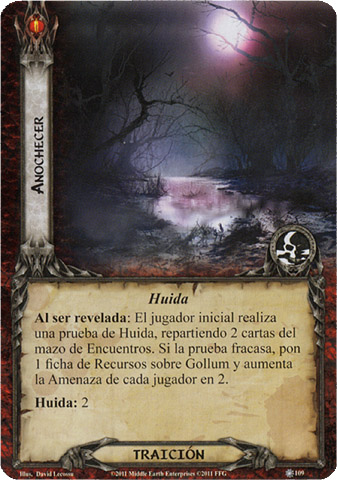 ANOCHECER
Huida
Al ser revelada: El jugador inicial realiza
una prueba de Huida, repartiendo 2 cartas del
mazo de Encuentros. Si la prueba fracasa, pon
1 ficha de Recursos sobre Gollum y aumenta
la Amenaza de cada jugador en 2.
Huida: 2
TRAICIÓN
Illus. David Lecossu
©2011 Middle Earth Enterprises ©2011 FFG
109